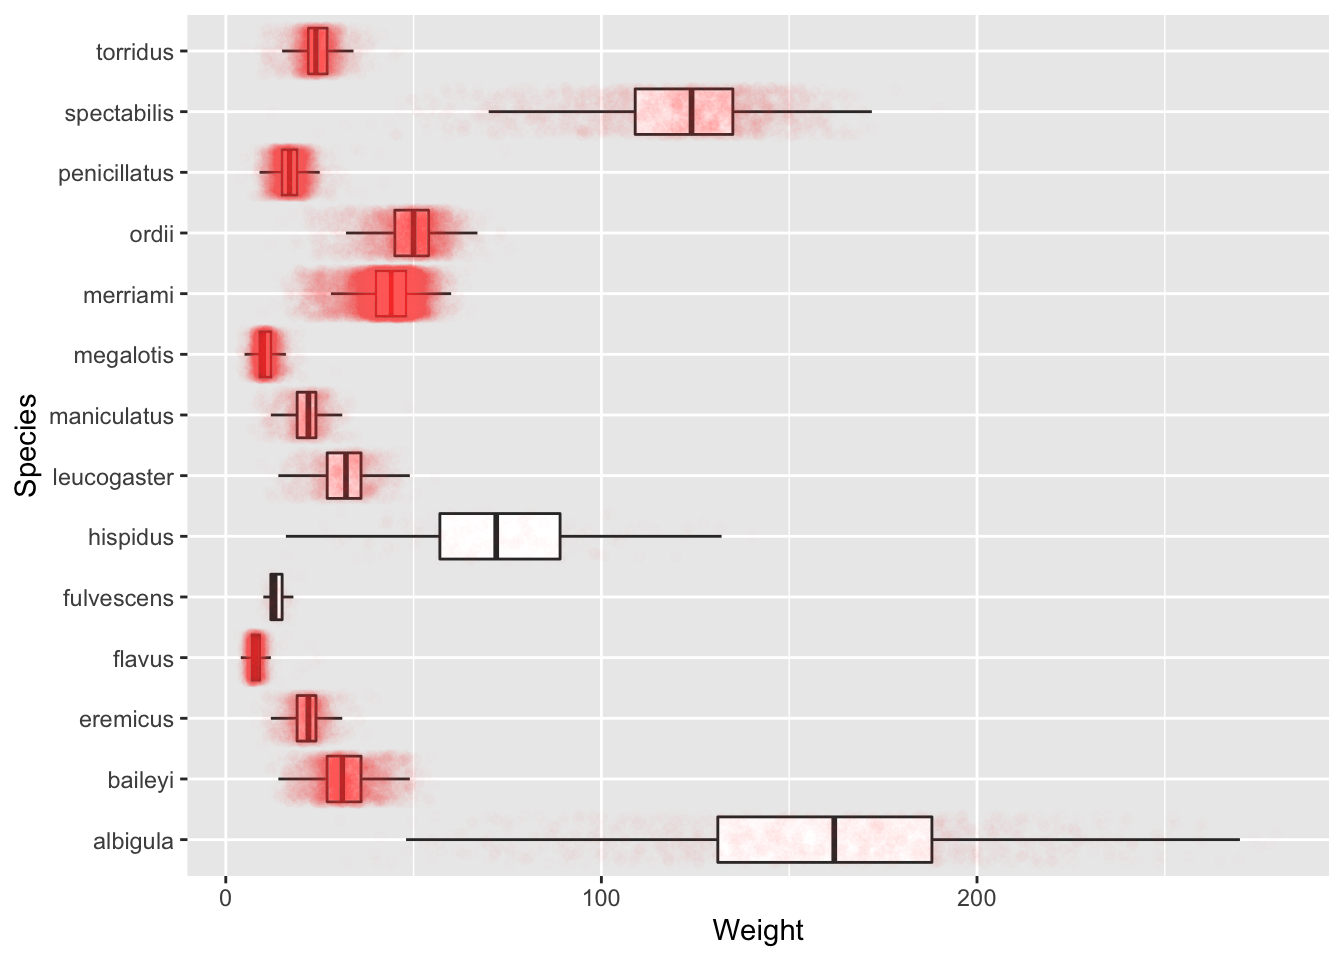 torridus
spectabilis
penicillatus
ordii
merriami
megalotis
maniculatus
leucogaster
hispidus
fulvescens
flavus
eremicus
baileyi
albigula
Species
0 100 200
Weight